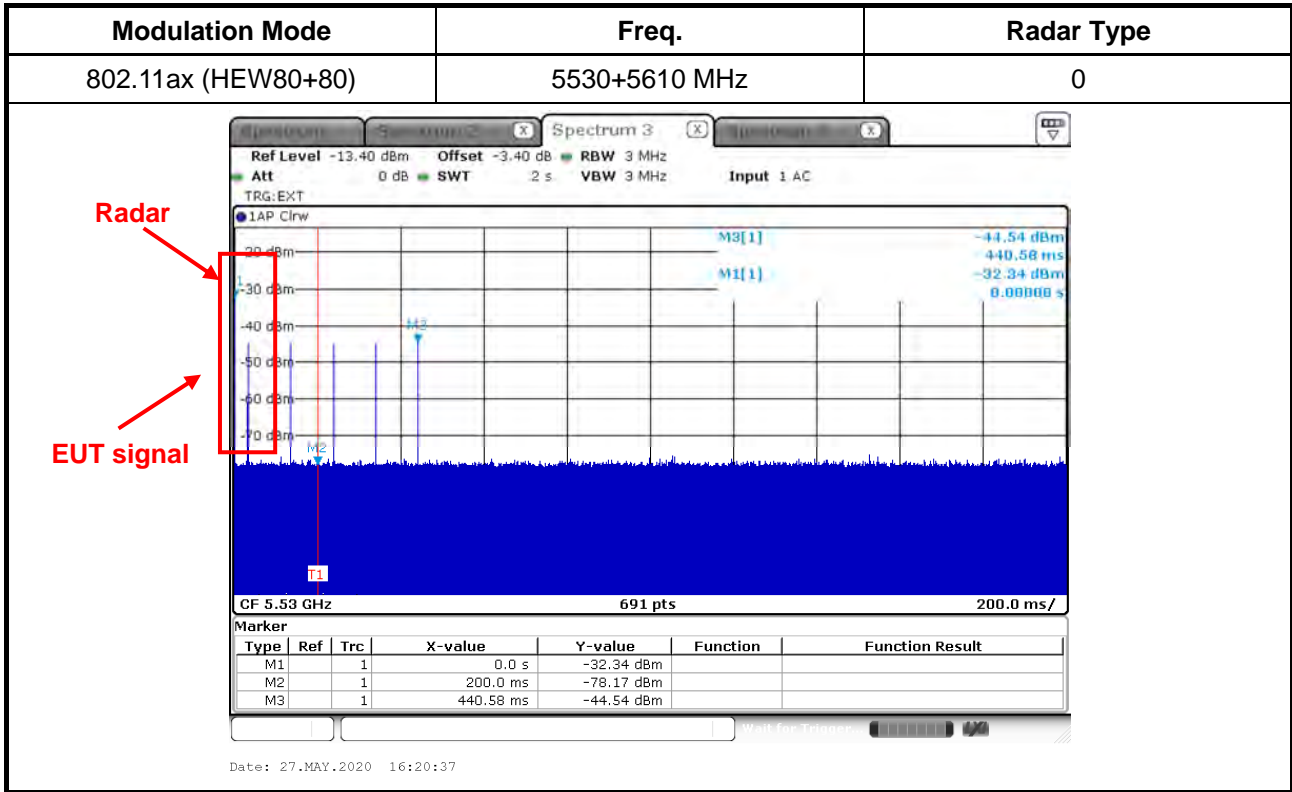 Modulation Mode Freq. Radar Type
802.11ax (HEW80+80) 5530+5610 MHz 0
Spectrum 3
Ref Level -13.40 dBm Offset -3.40 dB RBW 3 MHz
Att 0 dB SWT 2 s VBW 3 MHz Input 1 AC
TRG:EXT
1AP Clrw
Radar
M3[1] -44.54 dBm
-20 dBm
440.58 ms
M1[1] -32.34 dBm
-30 dBm
0.00000 s
-40 dBm
M3
-50 dBm
-60 dBm
EUT signal
-70 dBm
M2
T1
CF 5.53 GHz 691 pts 200.0 ms/
Marker
Type Ref Trc X-value Y-value Function Function Result
M1 1 0.0 s -32.34 dBm
M2 1 200.0 ms -78.17 dBm
M3 1 440.58 ms -44.54 dBm
Wait for Trigger...
Date: 27.MAY.2020 16:20:37